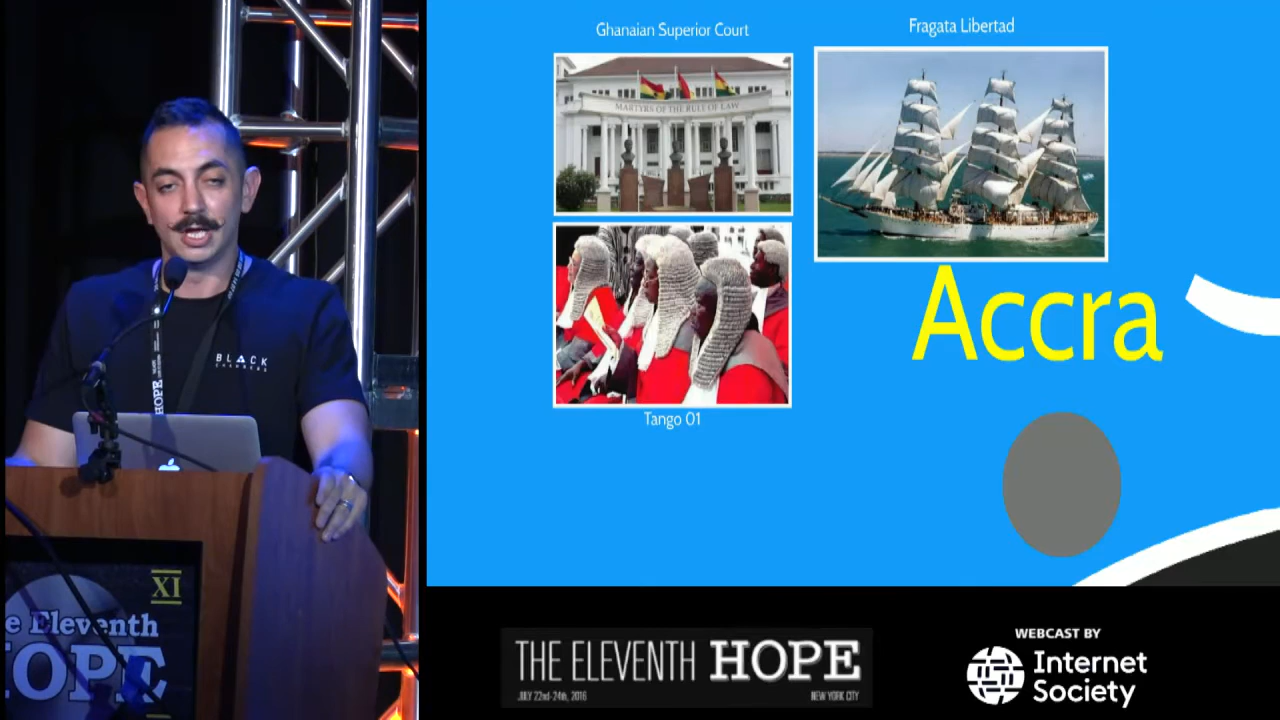 Ghanaian Superior Court
Fragata Libertad
MARTYRS OF THE RULE OF LAW
Tango 01
Accra
BLACK
HOPE
XI
e Eleventh
HOPE
THE ELEVENTH HOPE
JULY 22nd-24th, 2016
NEW YORK CITY
WEBCAST BY
Internet
Society